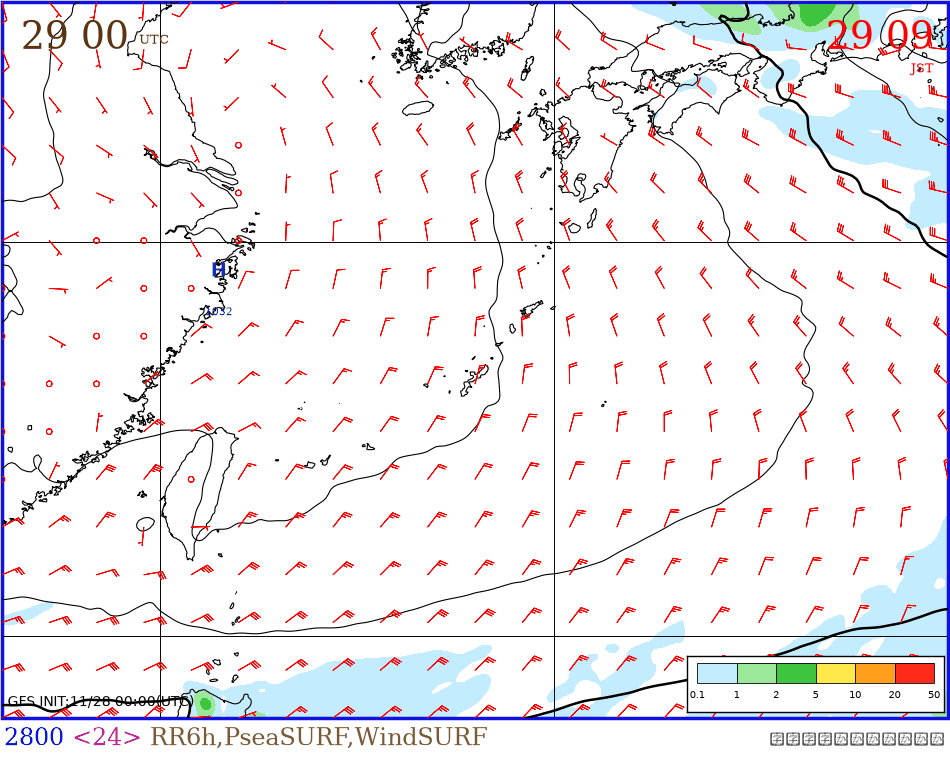 29 00 UTC
29 09 JST
H
1032
GFS INIT:11/28 00:00(UTC)
0.1 1 2 5 10 20 50
2800 <24> RR6h,PseaSURF,WindSURF